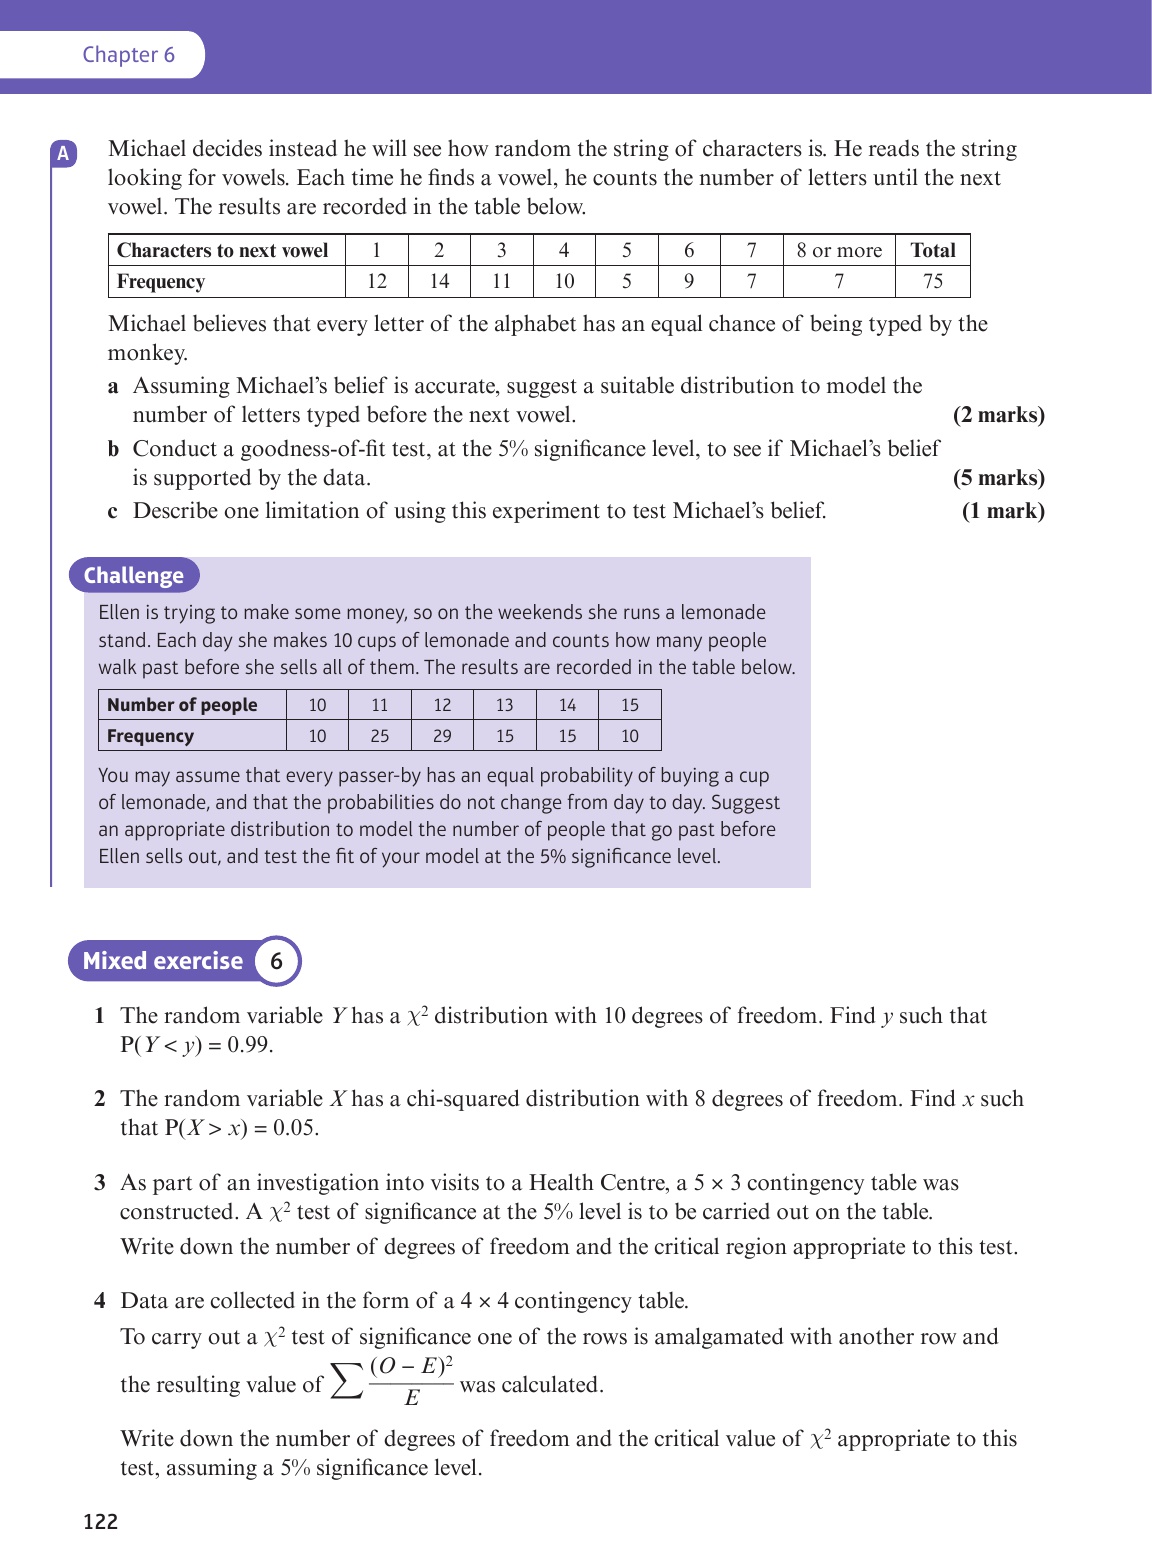 Chapter 6
A
Michael decides instead he will see how random the string of characters is. He reads the string
looking for vowels. Each time he finds a vowel, he counts the number of letters until the next
vowel. The results are recorded in the table below.
Characters to next vowel 1 2 3 4 5 6 7 8 or more Total
Frequency 12 14 11 10 5 9 7 7 75
Michael believes that every letter of the alphabet has an equal chance of being typed by the
monkey.
a Assuming Michael's belief is accurate, suggest a suitable distribution to model the
number of letters typed before the next vowel. (2 marks)
b Conduct a goodness-of-fit test, at the 5% significance level, to see if Michael's belief
is supported by the data. (5 marks)
c Describe one limitation of using this experiment to test Michael's belief. (1 mark)
Challenge
Ellen is trying to make some money, so on the weekends she runs a lemonade
stand. Each day she makes 10 cups of lemonade and counts how many people
walk past before she sells all of them. The results are recorded in the table below.
Number of people 10 11 12 13 14 15
Frequency 10 25 29 15 15 10
You may assume that every passer-by has an equal probability of buying a cup
of lemonade, and that the probabilities do not change from day to day. Suggest
an appropriate distribution to model the number of people that go past before
Ellen sells out, and test the fit of your model at the 5% significance level.
Mixed exercise 6
1 The random variable Y has a χ² distribution with 10 degrees of freedom. Find y such that
P(Y < y) = 0.99.
2 The random variable X has a chi-squared distribution with 8 degrees of freedom. Find x such
that P(X > x) = 0.05.
3 As part of an investigation into visits to a Health Centre, a 5 × 3 contingency table was
constructed. A χ² test of significance at the 5% level is to be carried out on the table.
Write down the number of degrees of freedom and the critical region appropriate to this test.
4 Data are collected in the form of a 4 × 4 contingency table.
To carry out a χ² test of significance one of the rows is amalgamated with another row and
the resulting value of ∑ (O – E)²/E was calculated.
Write down the number of degrees of freedom and the critical value of χ² appropriate to this
test, assuming a 5% significance level.
122